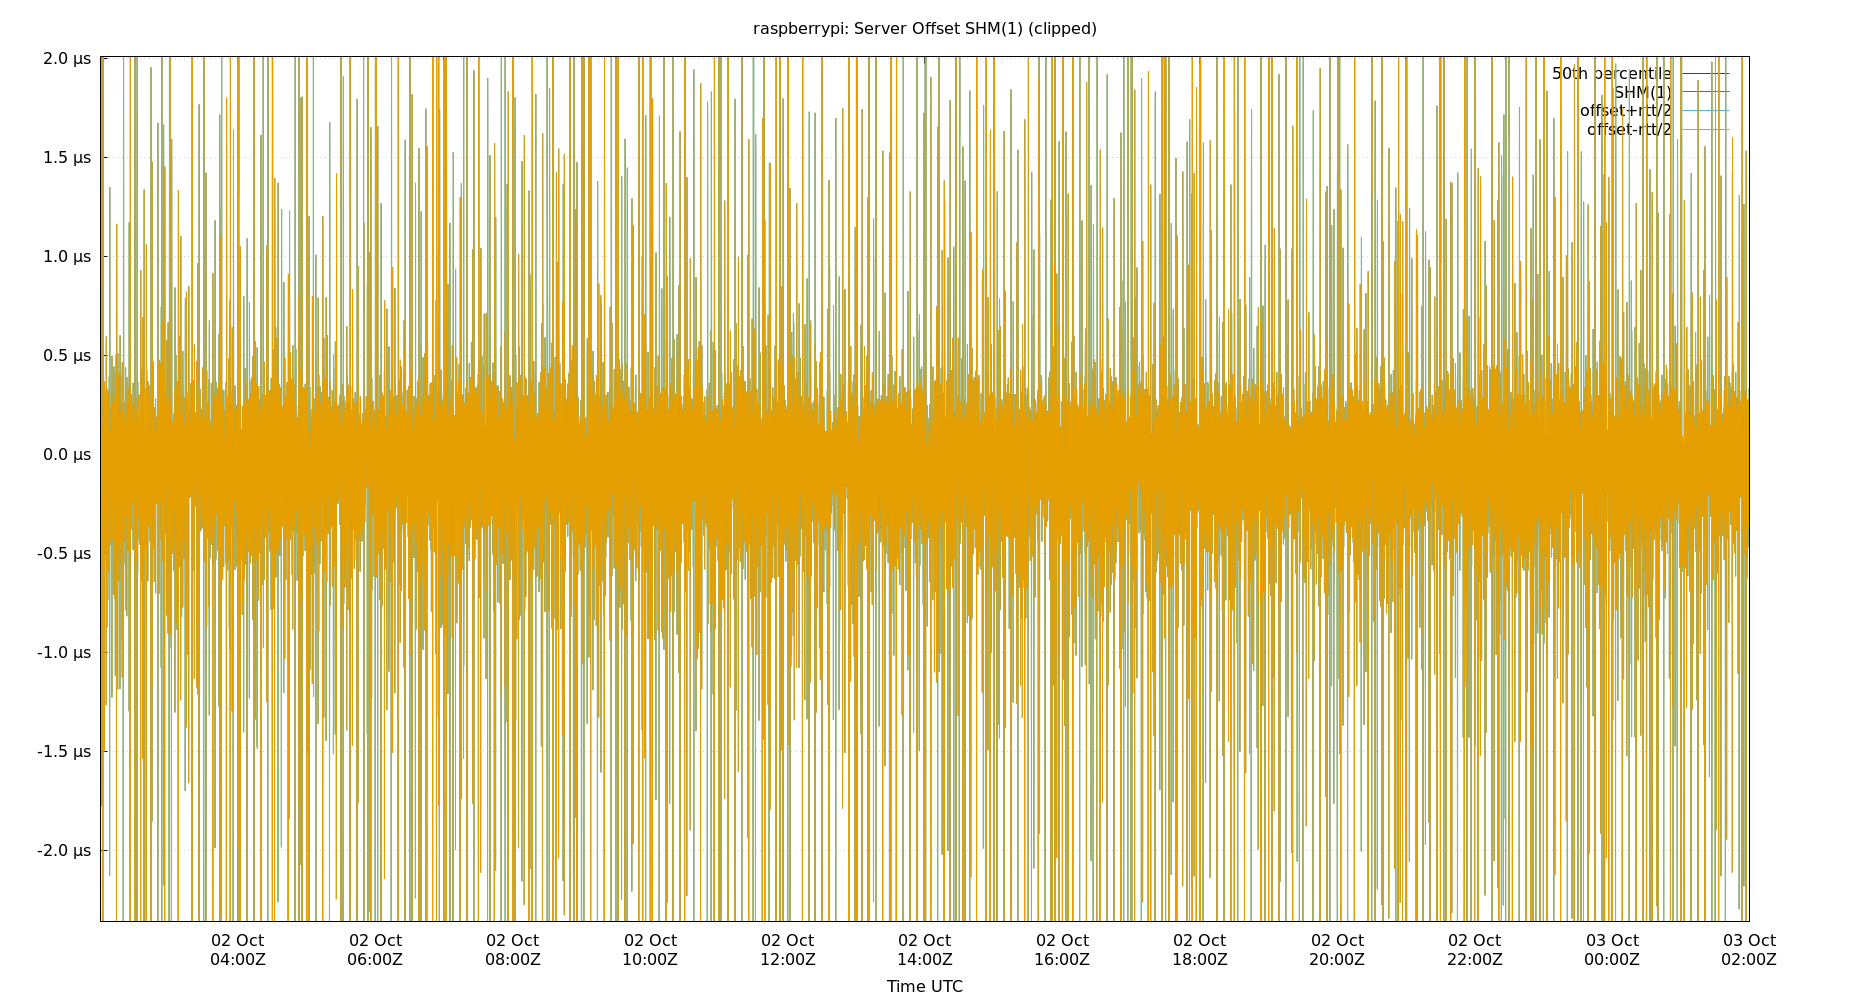 raspberrypi: Server Offset SHM(1) (clipped)
2.0 µs
1.5 µs
1.0 µs
0.5 µs
0.0 µs
-0.5 µs
-1.0 µs
-1.5 µs
-2.0 µs
50th percentile
SHM(1)
offset+rtt/2
offset-rtt/2
02 Oct 02 Oct 02 Oct 02 Oct 02 Oct 02 Oct 02 Oct 02 Oct 02 Oct 02 Oct 03 Oct 03 Oct
04:00Z 06:00Z 08:00Z 10:00Z 12:00Z 14:00Z 16:00Z 18:00Z 20:00Z 22:00Z 00:00Z 02:00Z
Time UTC